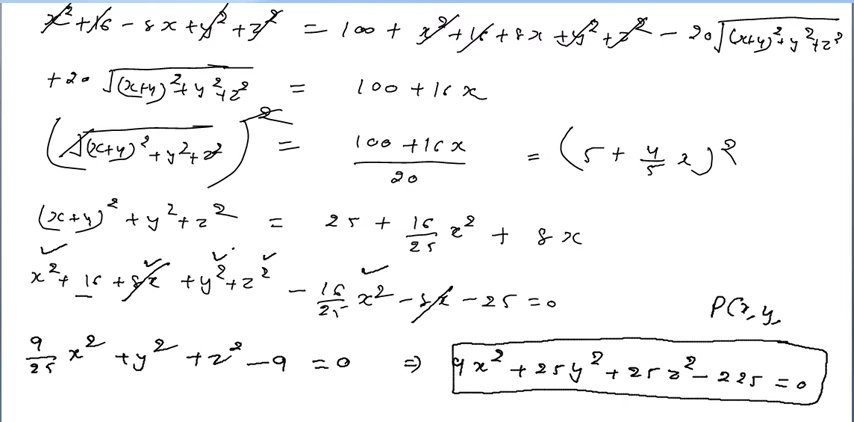 x² + 16 - 8x + y² + z² = 100 + x² + 16 + 8x + y² + z² - 20√(x+4)² + y² + z²
+20 √(x+4)² + y² + z² = 100 + 16x
(√(x+4)² + y² + z²)² = 100 + 16x / 20 = (5 + 4/5 x)²
(x+4)² + y² + z² = 25 + 16/25 x² + 8x
x² + 16 + 8x + y² + z² - 16/25 x² - 8x - 25 = 0
P(x, y,
9/25 x² + y² + z² - 9 = 0 ⇒ 9x² + 25y² + 25z² - 225 = 0